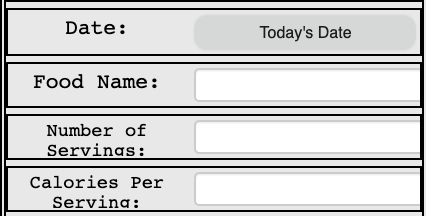 Date:
Today's Date
Food Name:
Number of
Servings:
Calories Per
Serving: